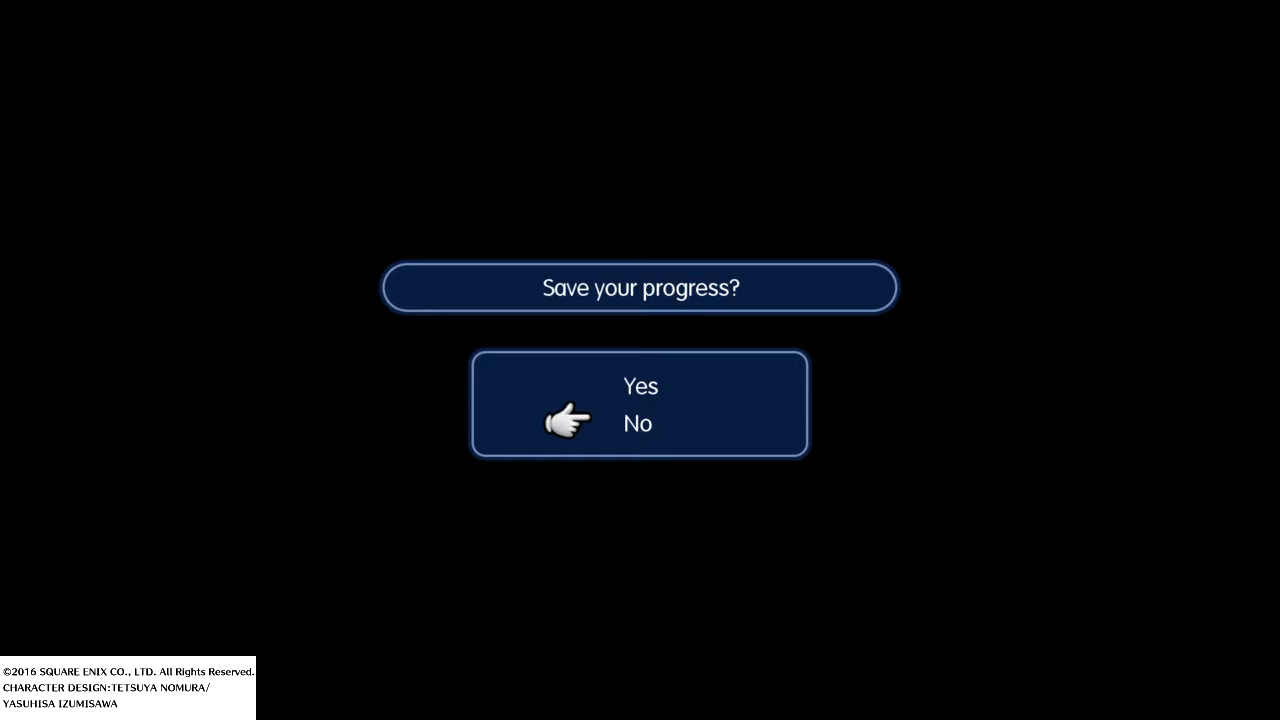 Save your progress?
Yes
No
©2016 SQUARE ENIX CO., LTD. All Rights Reserved.
CHARACTER DESIGN:TETSUYA NOMURA/
YASUHISA IZUMISAWA